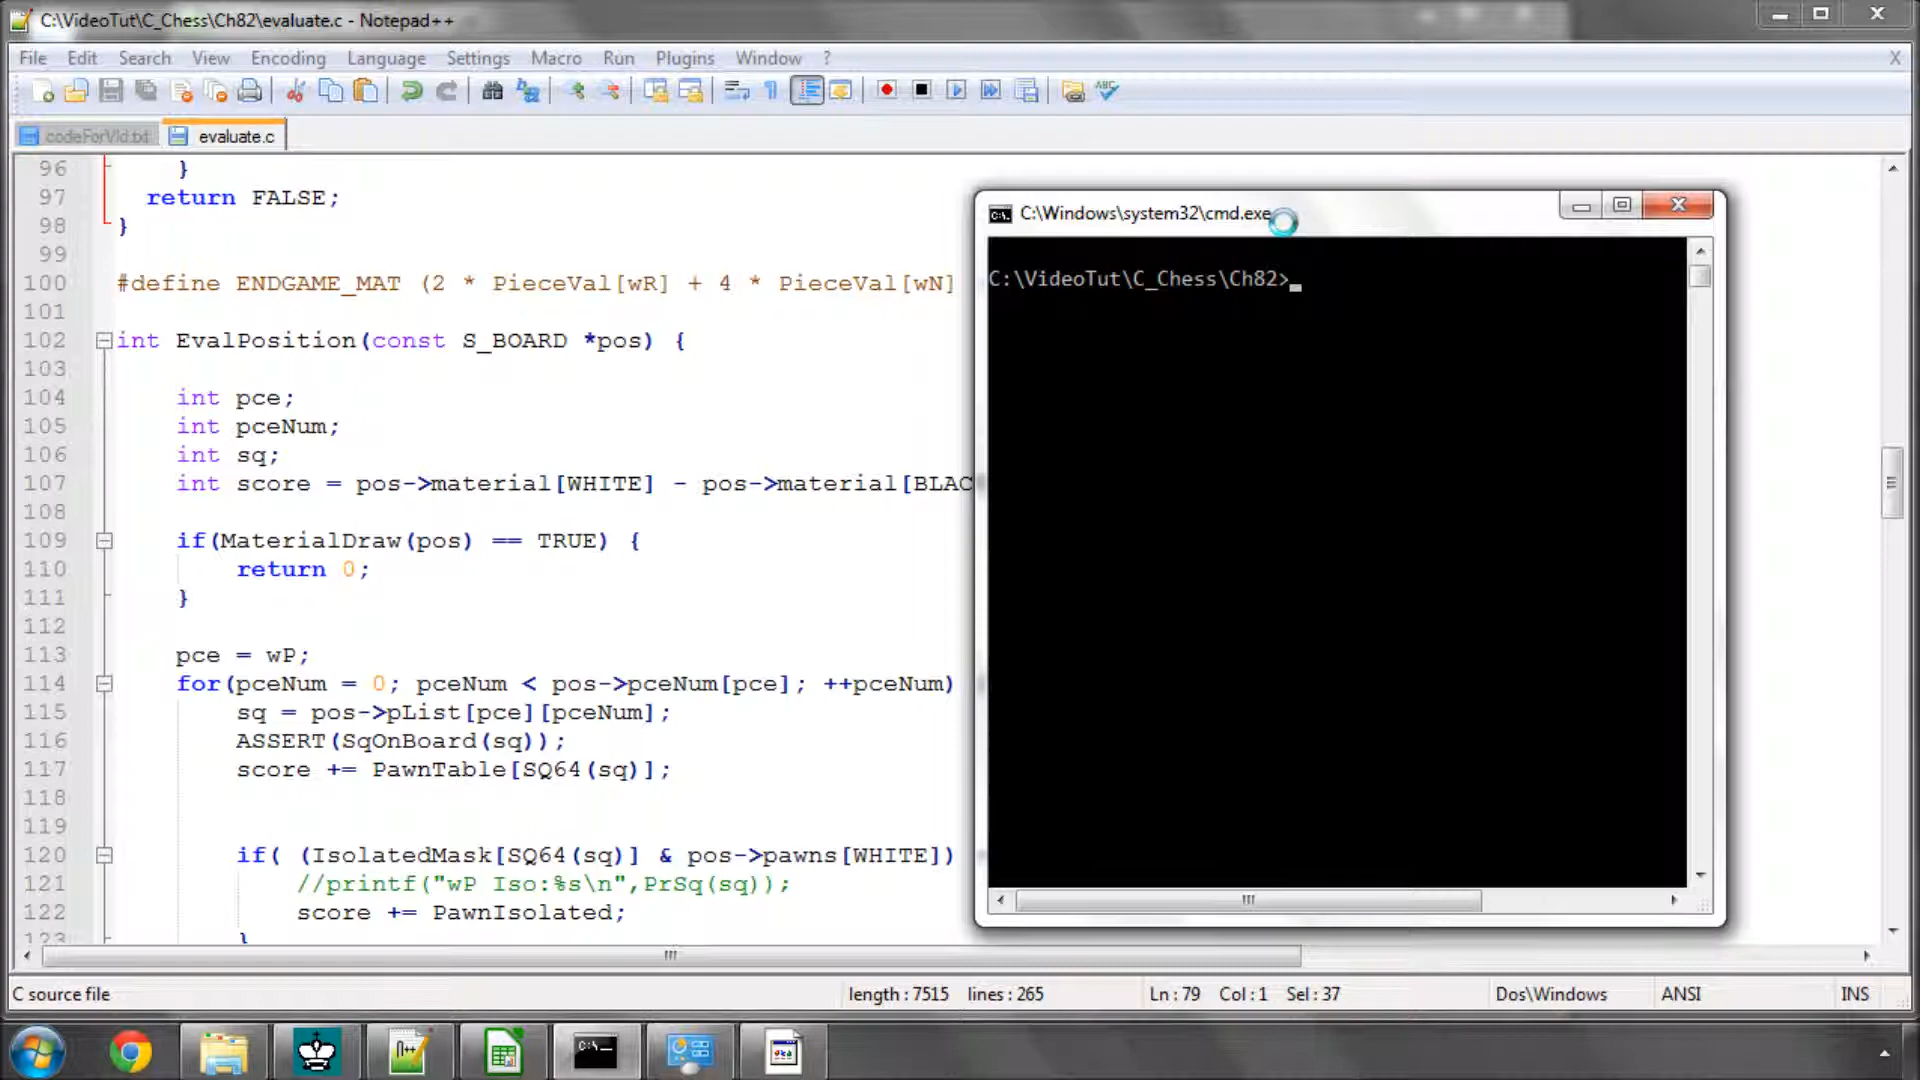 C:\VideoTut\C_Chess\Ch82\evaluate.c - Notepad++
File Edit Search View Encoding Language Settings Macro Run Plugins Window ?
X
codeForVid.txt
evaluate.c
96 }
97 return FALSE;
98 }
99
100 #define ENDGAME_MAT (2 * PieceVal[wR] + 4 * PieceVal[wN]
101
102 int EvalPosition(const S_BOARD *pos) {
103
104 int pce;
105 int pceNum;
106 int sq;
107 int score = pos->material[WHITE] - pos->material[BLAC
108
109 if(MaterialDraw(pos) == TRUE) {
110 return 0;
111 }
112
113 pce = wP;
114 for(pceNum = 0; pceNum < pos->pceNum[pce]; ++pceNum)
115 sq = pos->pList[pce][pceNum];
116 ASSERT(SqOnBoard(sq));
117 score += PawnTable[SQ64(sq)];
118
119
120 if( (IsolatedMask[SQ64(sq)] & pos->pawns[WHITE])
121 //printf("wP Iso:%s\n",PrSq(sq));
122 score += PawnIsolated;
123 }
C:\Windows\system32\cmd.exe
C:\VideoTut\C_Chess\Ch82>_
C source file length : 7515 lines : 265 Ln : 79 Col : 1 Sel : 37 Dos\Windows ANSI INS